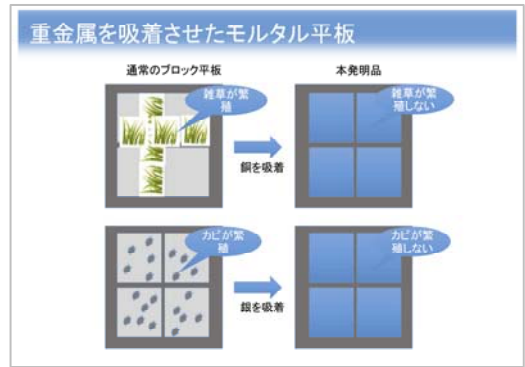 重金属を吸着させたモルタル平板
通常のブロック平板
本発明品
雑草が繁
殖
雑草が繁
殖しない
銅を吸着
カビが繁
殖
カビが繁
殖しない
銀を吸着